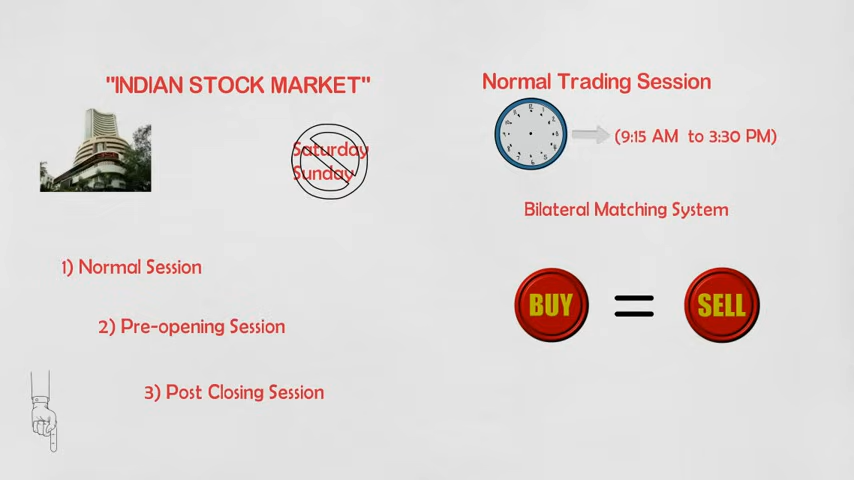 "INDIAN STOCK MARKET"
Saturday
Sunday
1) Normal Session
2) Pre-opening Session
3) Post Closing Session
Normal Trading Session
(9:15 AM to 3:30 PM)
Bilateral Matching System
BUY = SELL